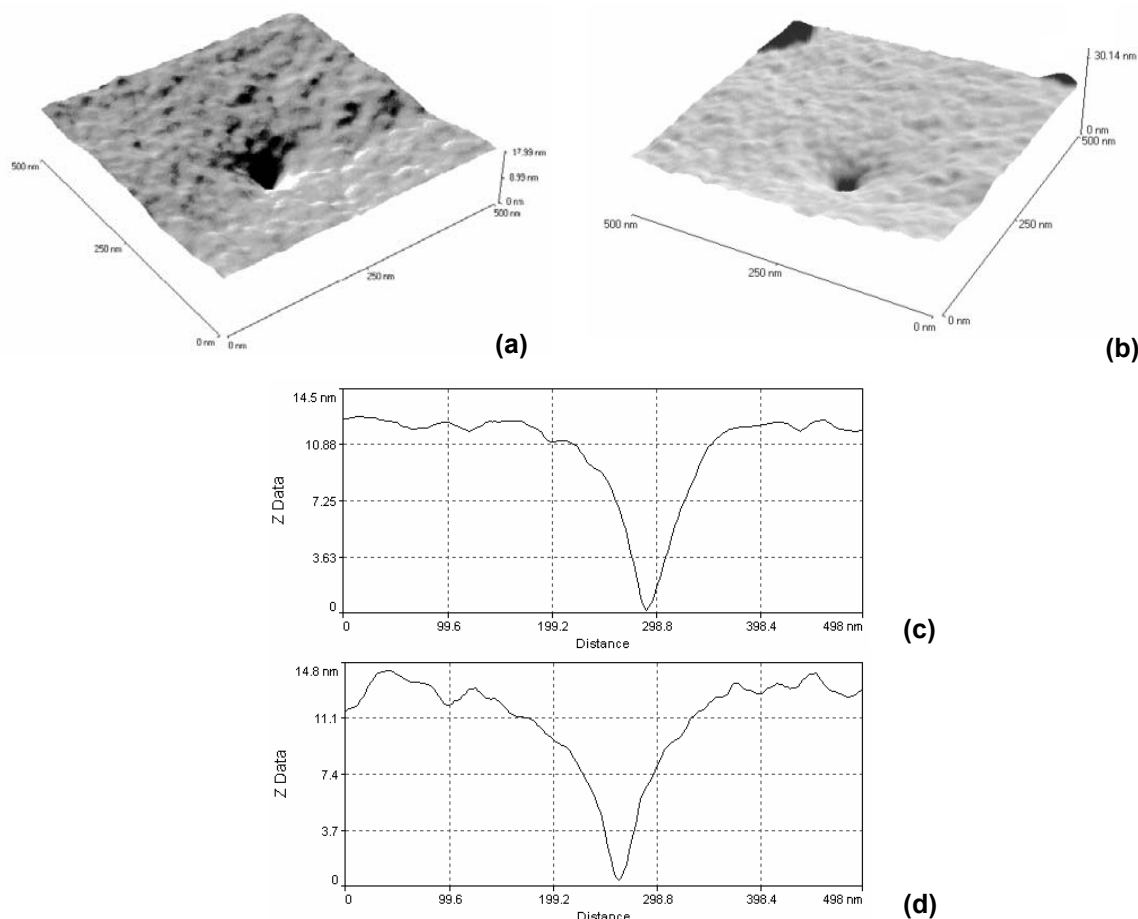 17.99 nm
8.99 nm
0 nm
500 nm
250 nm
0 nm
0 nm
250 nm
500 nm
(a)
30.14 nm
0 nm
500 nm
250 nm
0 nm
500 nm
250 nm
0 nm
(b)
14.5 nm
10.88
7.25
3.63
0
Z Data
0 99.6 199.2 298.8 398.4 498 nm
Distance
(c)
14.8 nm
11.1
7.4
3.7
0
Z Data
0 99.6 199.2 298.8 398.4 498 nm
Distance
(d)